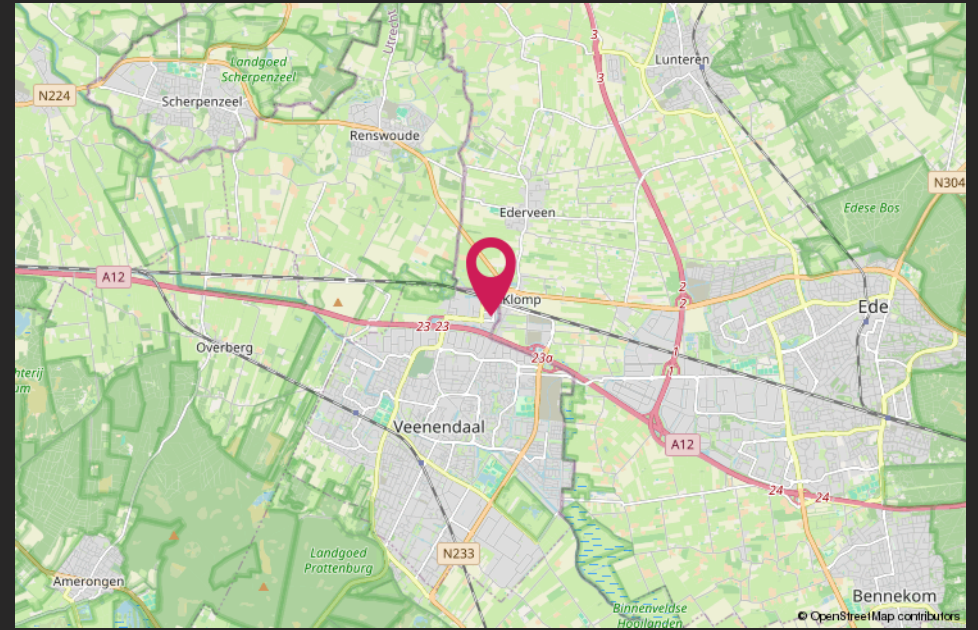 3
Utrecht
Landgoed
Scherpenzeel
3
Lunteren
N224
Scherpenzeel
Renswoude
N304
Ederveen
Edese Bos
A12
2
2
Klomp
Ede
23 23
1
Overberg
23a
1
Veenendaal
A12
24
24
Landgoed
Prattenburg
N233
Amerongen
Bennekom
Binnenveldse
Hooilanden
© OpenStreetMap contributors